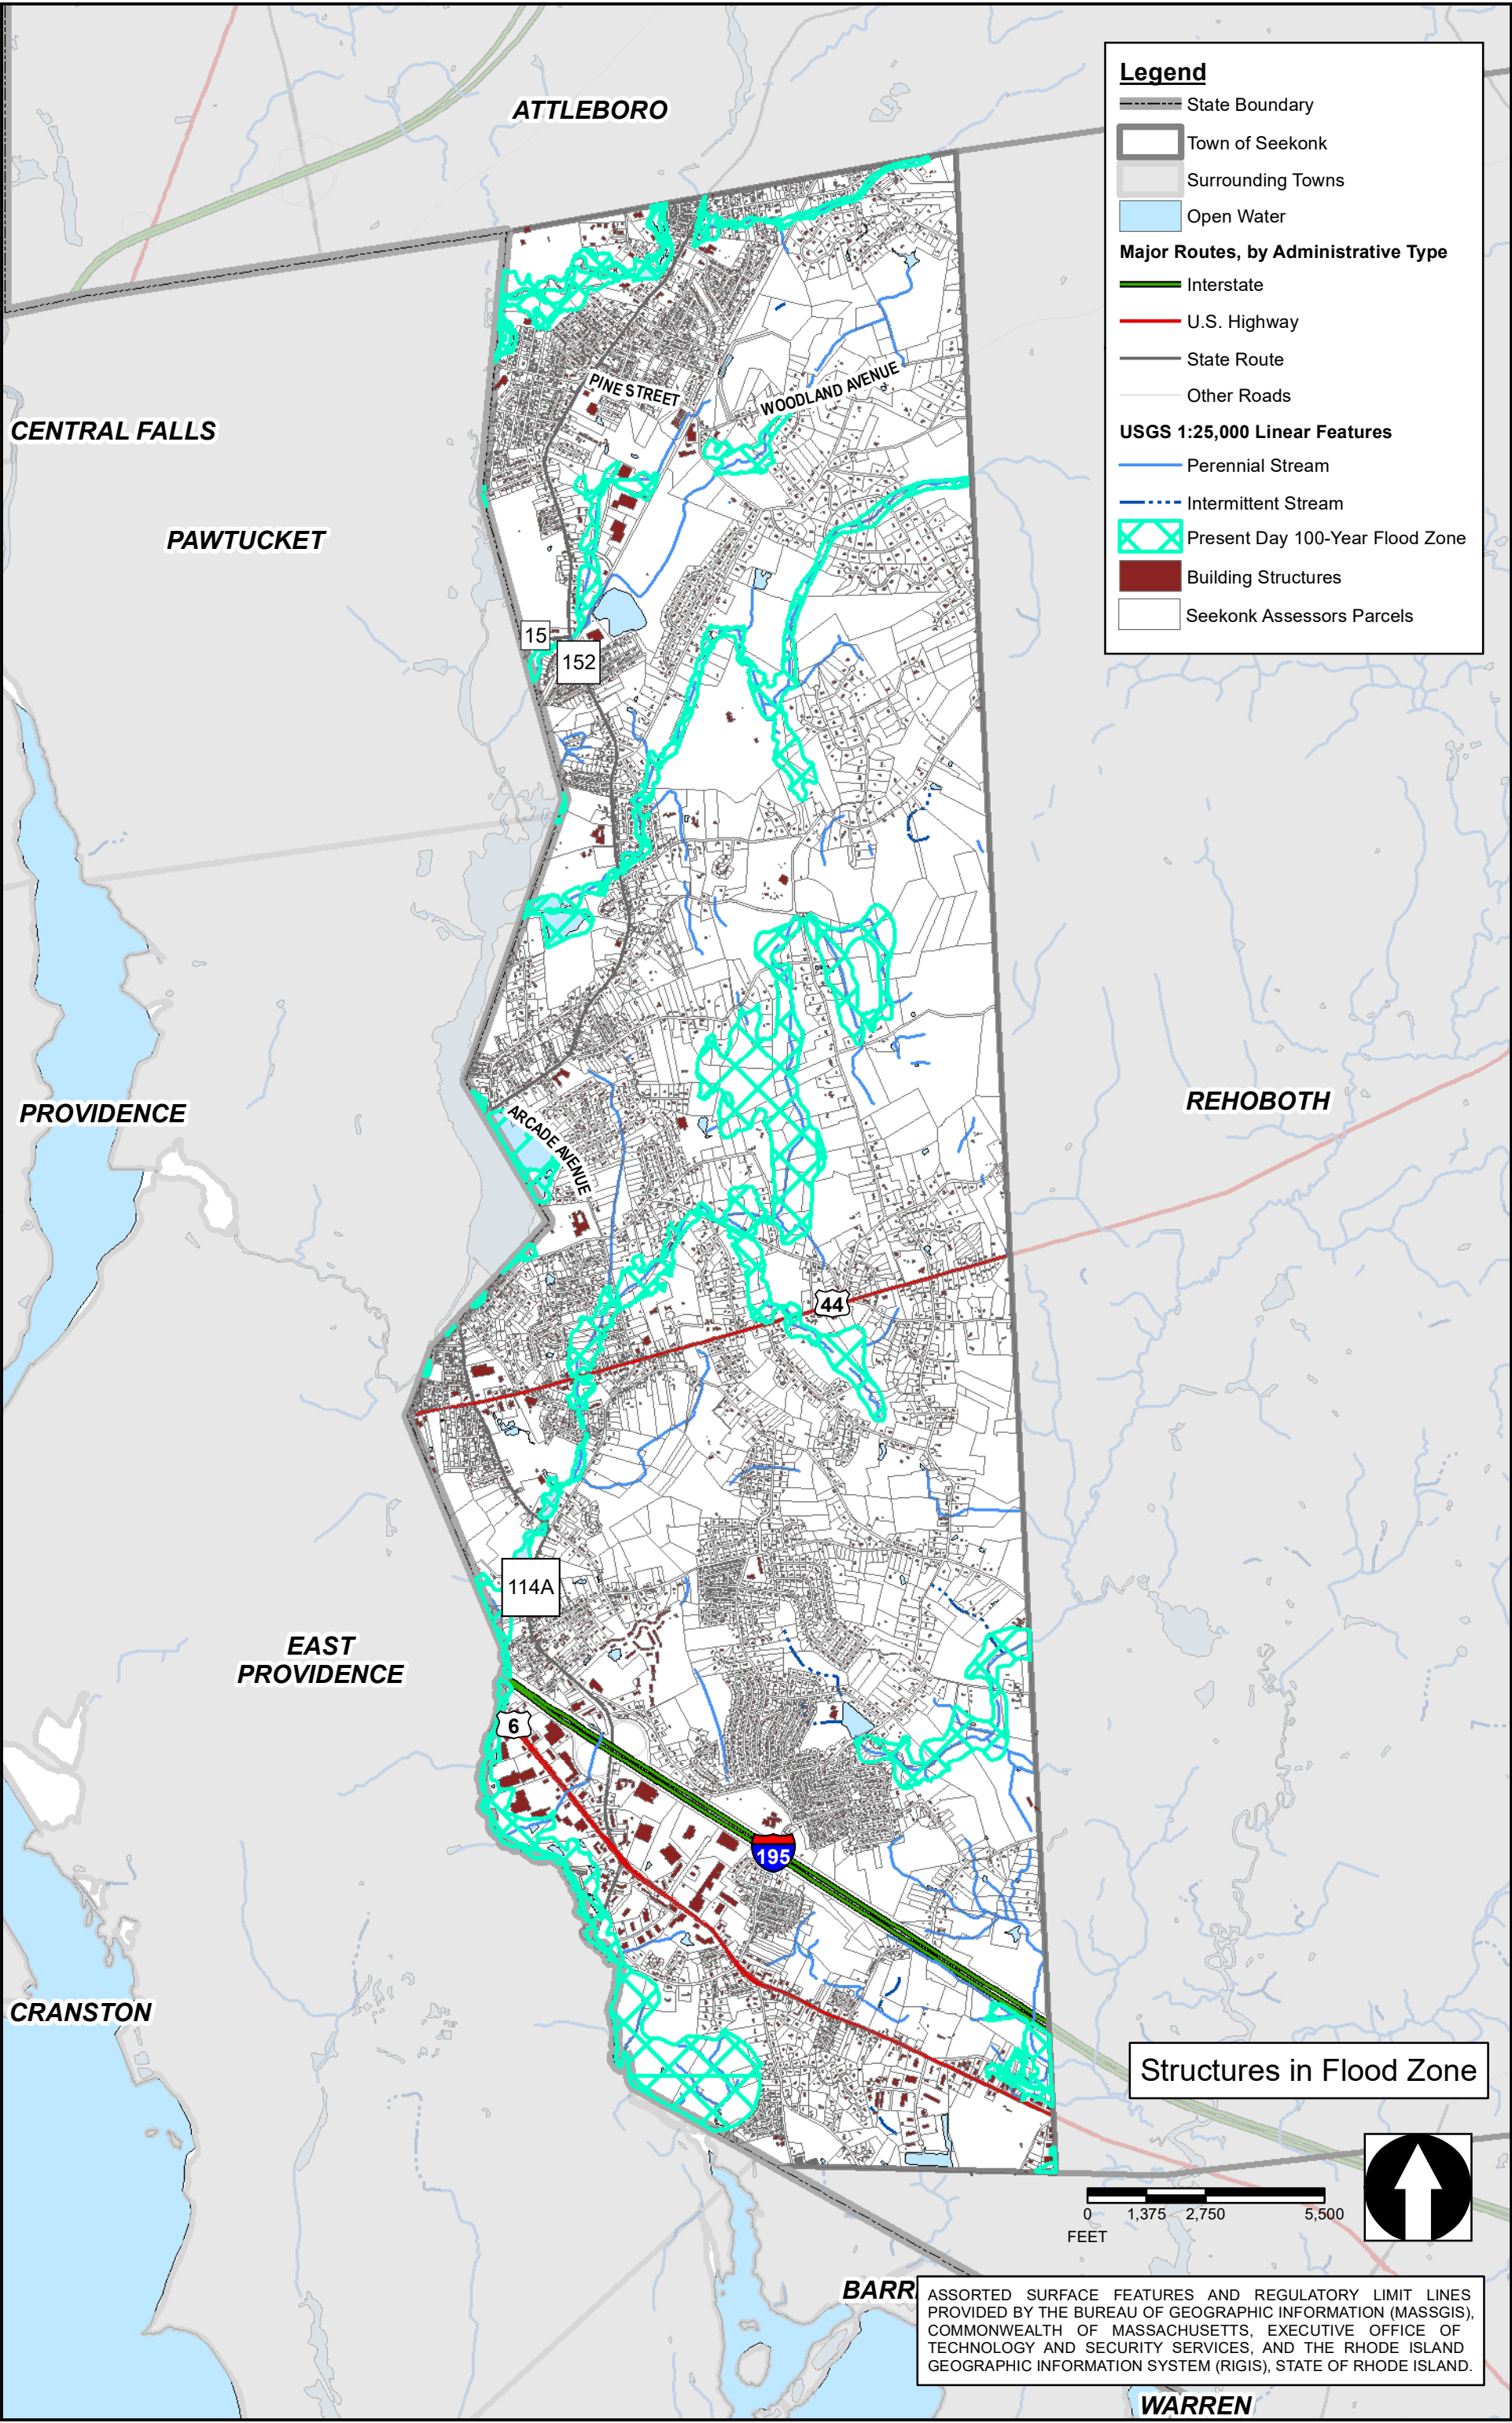 ATTLEBORO
Legend
State Boundary
Town of Seekonk
Surrounding Towns
Open Water
Major Routes, by Administrative Type
Interstate
U.S. Highway
State Route
Other Roads
USGS 1:25,000 Linear Features
Perennial Stream
Intermittent Stream
Present Day 100-Year Flood Zone
Building Structures
Seekonk Assessors Parcels
PINE STREET
WOODLAND AVENUE
CENTRAL FALLS
PAWTUCKET
15
152
PROVIDENCE
ARCADE AVENUE
REHOBOTH
44
114A
EAST
PROVIDENCE
6
195
CRANSTON
Structures in Flood Zone
0 1,375 2,750 5,500
FEET
BARR
ASSORTED SURFACE FEATURES AND REGULATORY LIMIT LINES
PROVIDED BY THE BUREAU OF GEOGRAPHIC INFORMATION (MASSGIS),
COMMONWEALTH OF MASSACHUSETTS, EXECUTIVE OFFICE OF
TECHNOLOGY AND SECURITY SERVICES, AND THE RHODE ISLAND
GEOGRAPHIC INFORMATION SYSTEM (RIGIS), STATE OF RHODE ISLAND.
WARREN